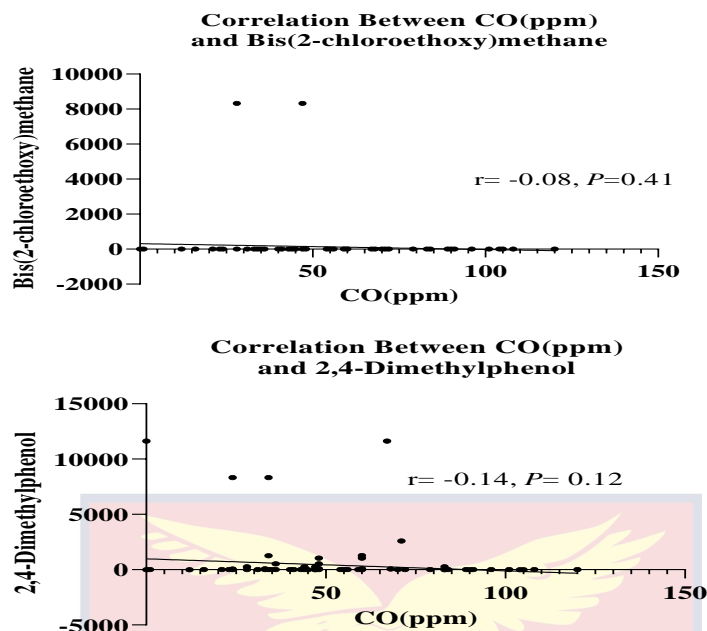 Correlation Between CO(ppm)
and Bis(2-chloroethoxy)methane
Bis(2-chloroethoxy)methane
10000
8000
6000
4000
2000
0
-2000
r= -0.08, P=0.41
50
100
150
CO(ppm)
Correlation Between CO(ppm)
and 2,4-Dimethylphenol
2,4-Dimethylphenol
15000
10000
5000
0
-5000
r= -0.14, P= 0.12
50
100
150
CO(ppm)